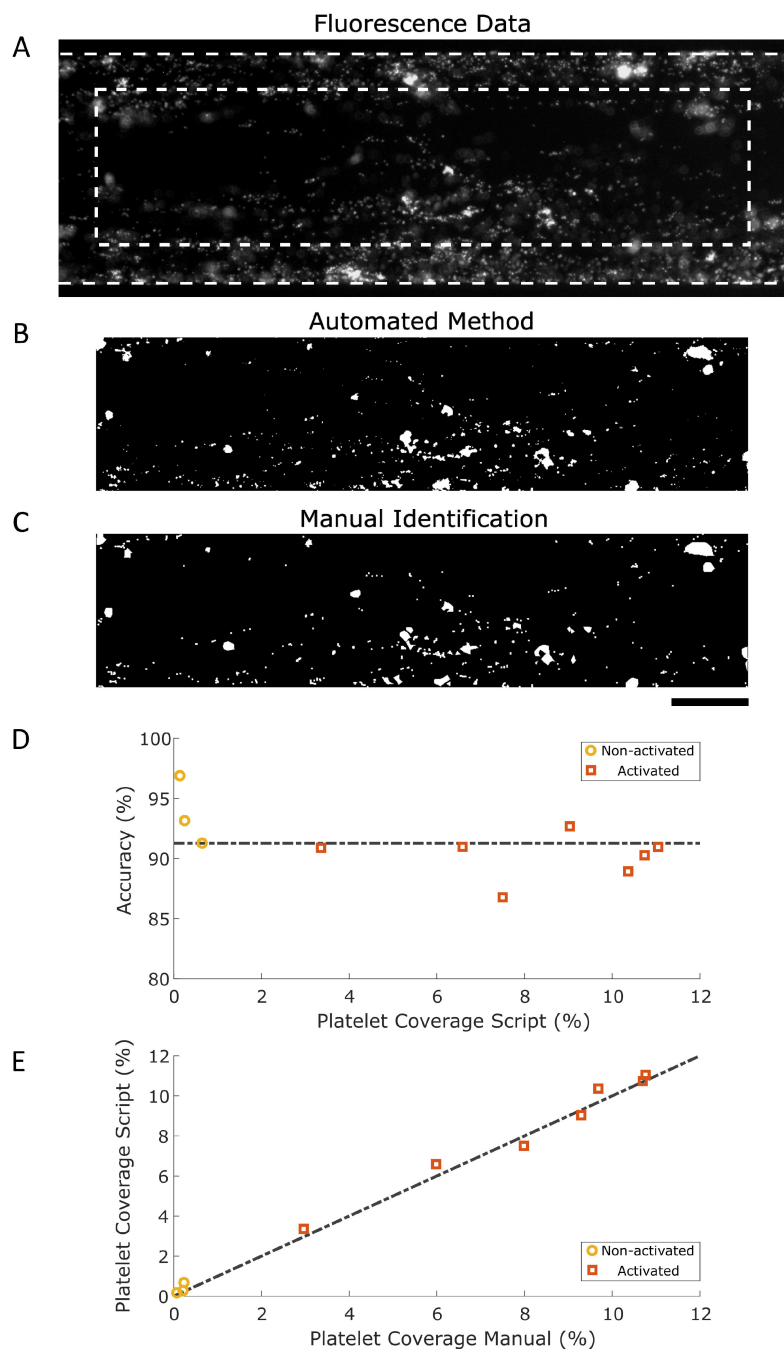 A
Fluorescence Data
B
Automated Method
C
Manual Identification
D
100
95
90
85
80
Accuracy (%)
Non-activated
Activated
0 2 4 6 8 10 12
Platelet Coverage Script (%)
E
12
10
8
6
4
2
0
Platelet Coverage Script (%)
Non-activated
Activated
0 2 4 6 8 10 12
Platelet Coverage Manual (%)